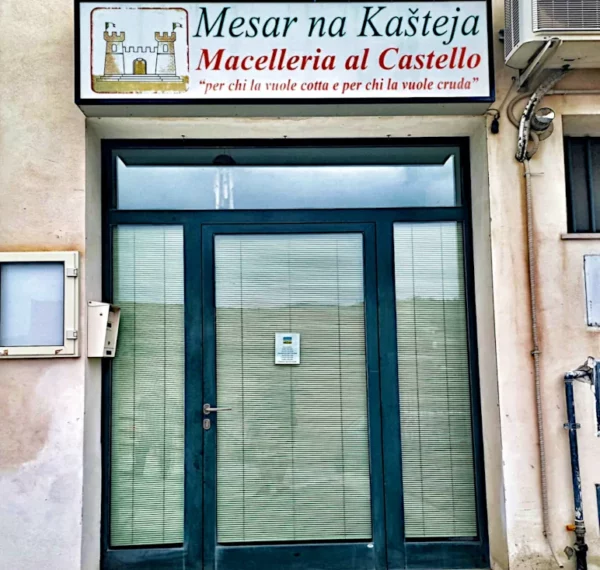 Mesar na Kašteja
Macelleria al Castello
"per chi la vuole cotta e per chi la vuole cruda"